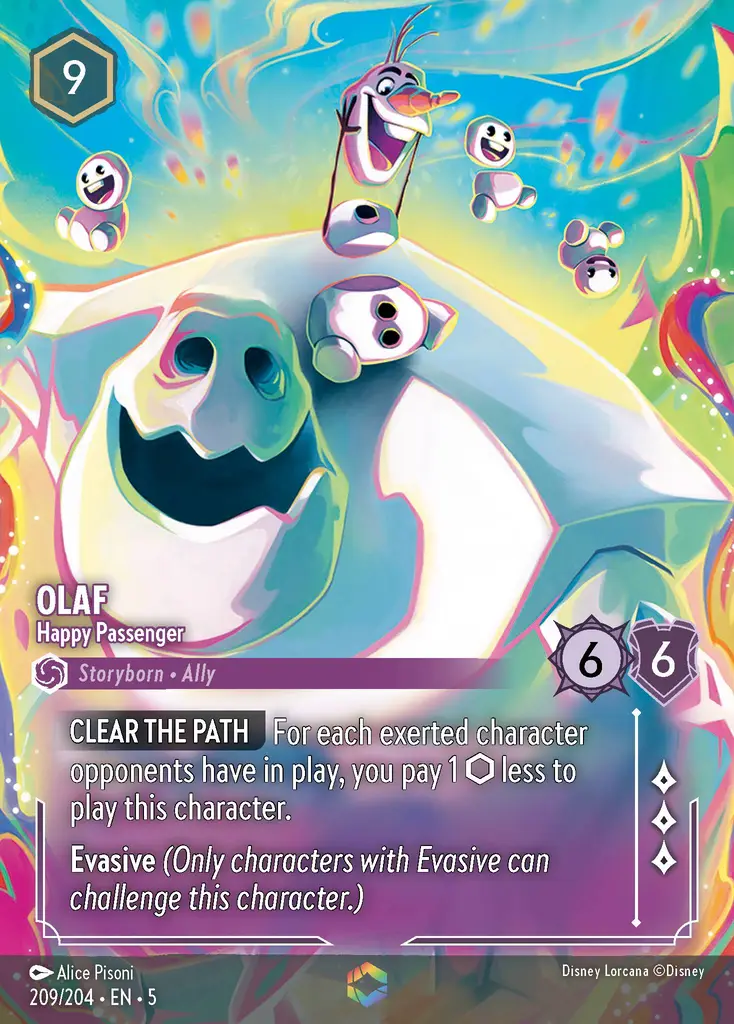 9
OLAF
Happy Passenger
Storyborn • Ally
6 6
CLEAR THE PATH For each exerted character
opponents have in play, you pay 1 ⬡ less to
play this character.
Evasive (Only characters with Evasive can
challenge this character.)
Alice Pisoni
Disney Lorcana ©Disney
209/204 • EN • 5